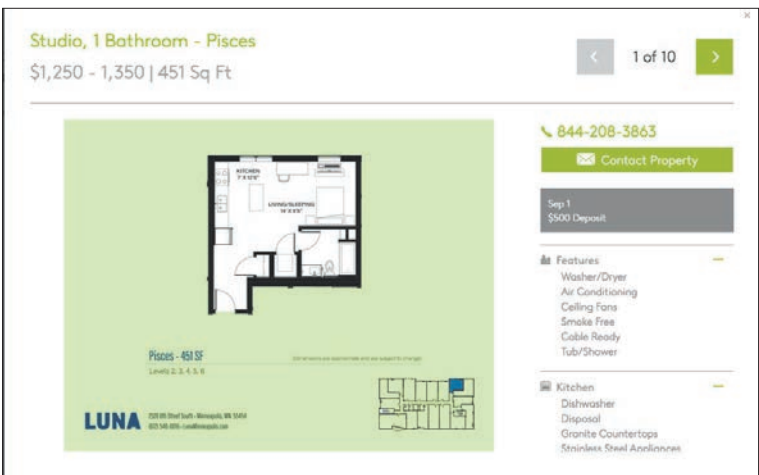 Studio, 1 Bathroom - Pisces
$1,250 - 1,350 | 451 Sq Ft
1 of 10
844-208-3863
Contact Property
Sep 1
$500 Deposit
Features
Washer/Dryer
Air Conditioning
Ceiling Fans
Smoke Free
Cable Ready
Tub/Shower
Kitchen
Dishwasher
Disposal
Granite Countertops
Stainless Steel Appliances
KITCHEN
LIVING/SLEEPING
Pisces - 451 SF
Levels 2, 3, 4, 5, 6
LUNA